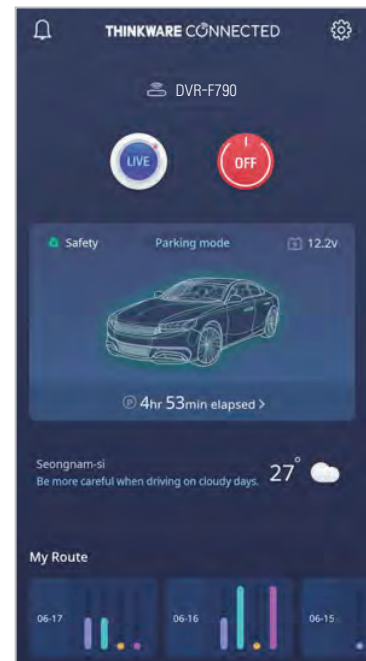 THINKWARE CONNECTED
DVR-F790
LIVE
OFF
Safety
Parking mode
12.2v
P 4hr 53min elapsed >
Seongnam-si
Be more careful when driving on cloudy days.
27°
My Route
06-17
06-16
06-15